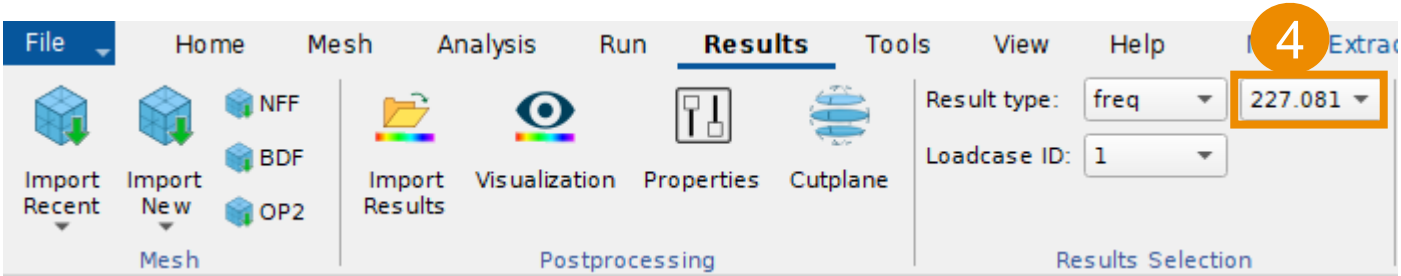 File Home Mesh Analysis Run Results Tools View Help 4 Extrac
NFF
BDF
OP2
Import
Recent
Import
New
Mesh
Import
Results
Visualization
Properties
Cutplane
Postprocessing
Result type: freq 227.081
Loadcase ID: 1
Results Selection